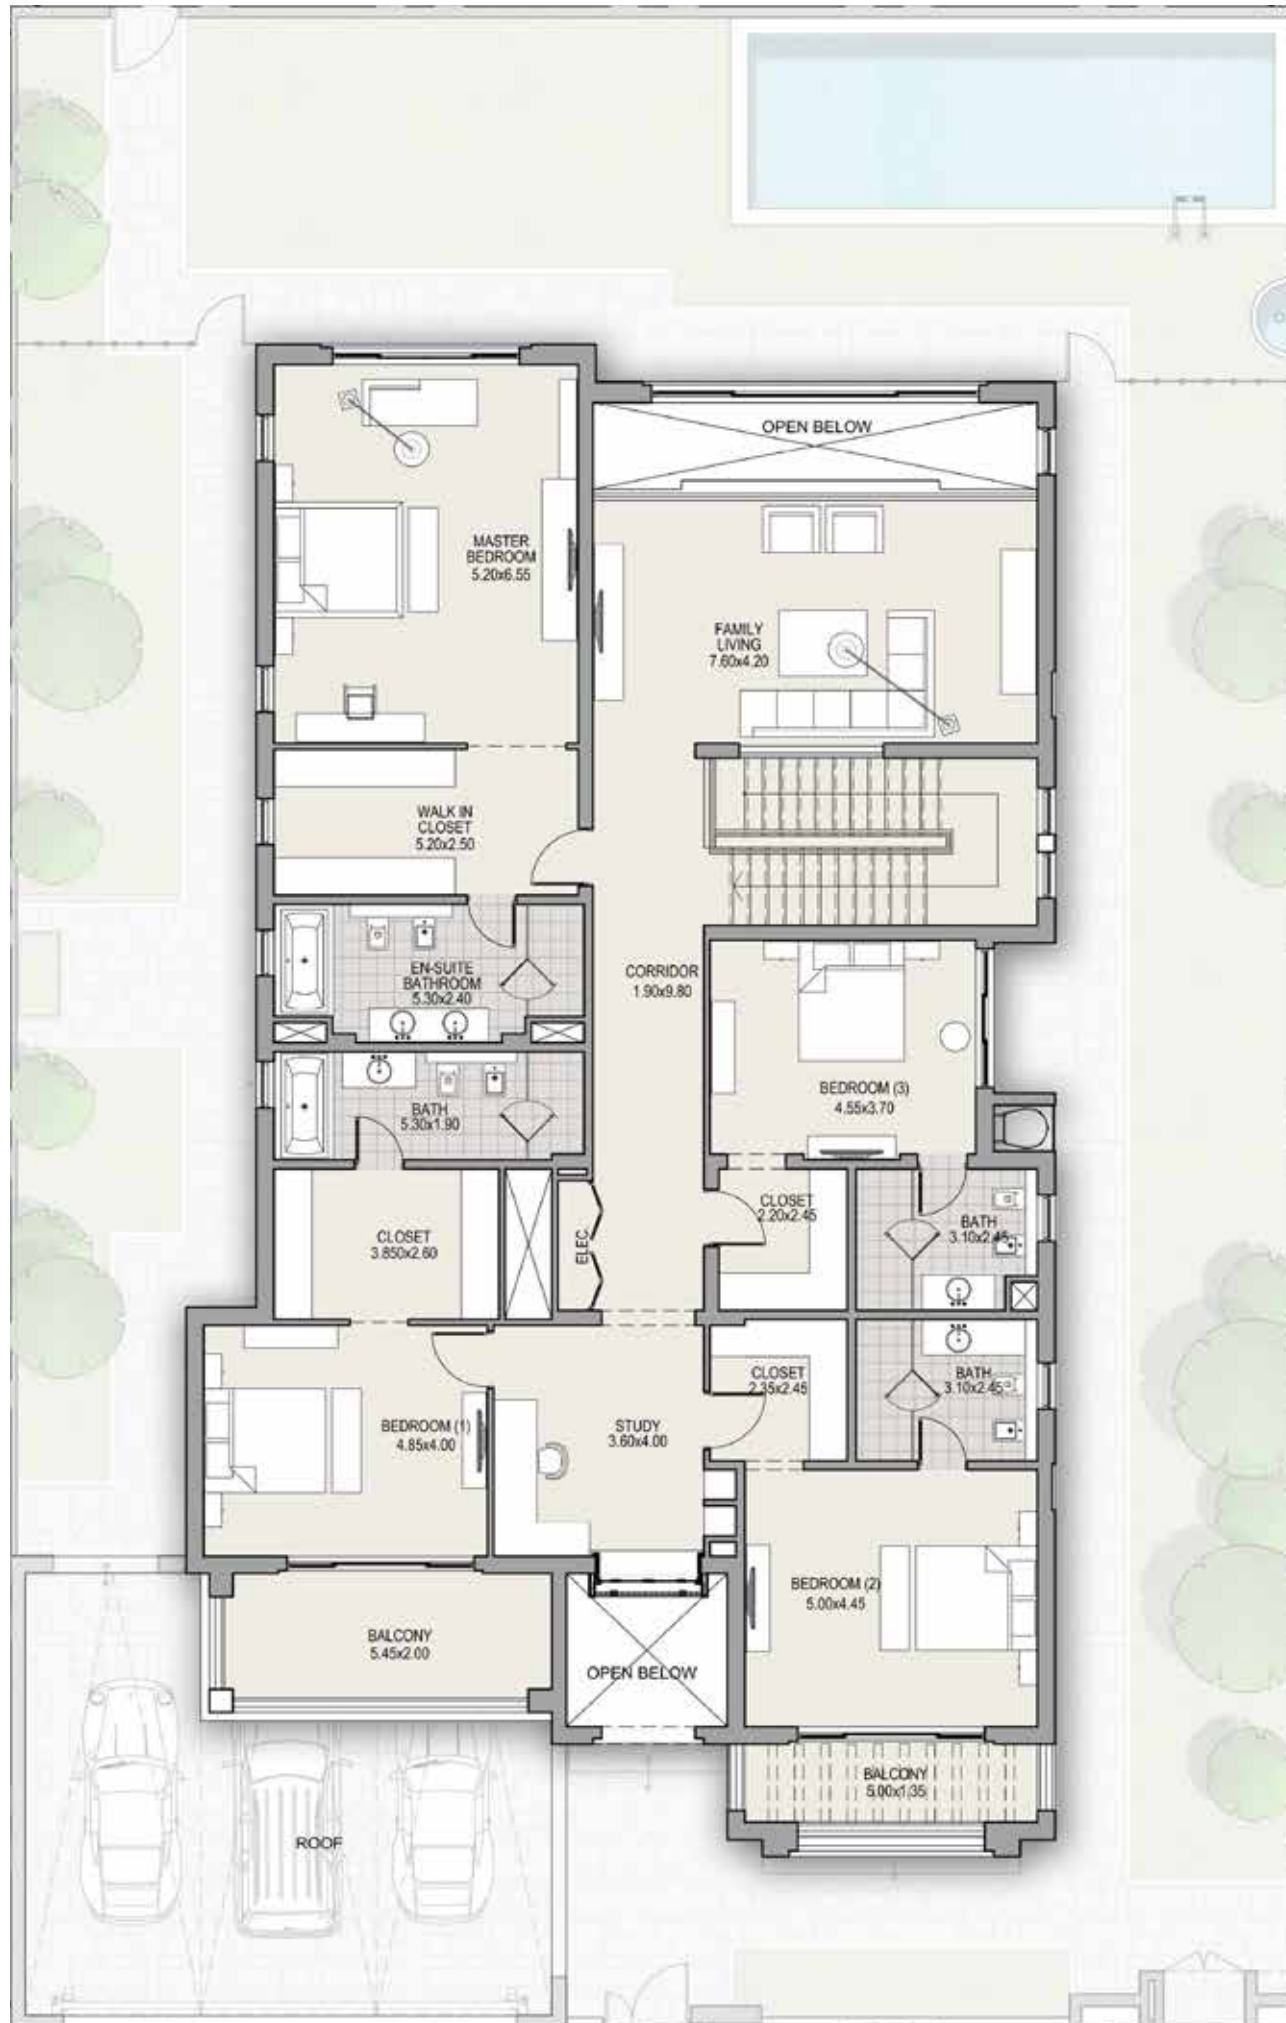 OPEN BELOW
MASTER
BEDROOM
5.20x6.55
FAMILY
LIVING
7.60x4.20
WALK IN
CLOSET
5.20x2.50
EN-SUITE
BATHROOM
5.30x2.40
CORRIDOR
1.90x9.80
BEDROOM (3)
4.55x3.70
BATH
5.30x1.90
CLOSET
2.20x2.45
BATH
3.10x2.45
CLOSET
3.850x2.60
ELEC.
CLOSET
2.35x2.45
BATH
3.10x2.45
BEDROOM (1)
4.85x4.00
STUDY
3.60x4.00
BEDROOM (2)
5.00x4.45
BALCONY
5.45x2.00
OPEN BELOW
BALCONY
5.00x1.35
ROOF